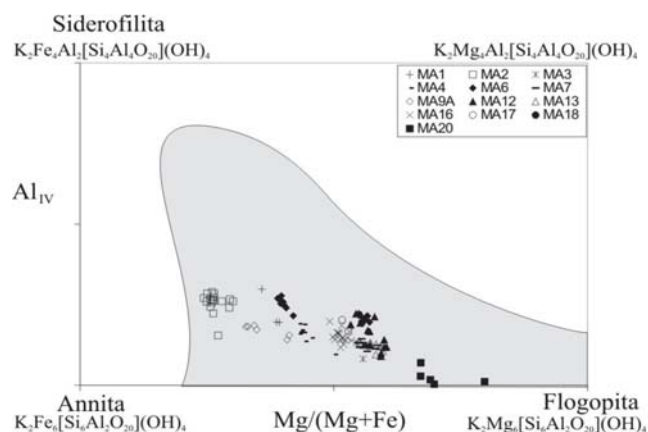 Siderofilita
K₂Fe₄Al₂[Si₄Al₄O₂₀](OH)₄ K₂Mg₄Al₂[Si₄Al₄O₂₀](OH)₄
MA1 MA2 MA3
MA4 MA6 MA7
MA9A MA12 MA13
MA16 MA17 MA18
MA20
Al_IV
Annita Mg/(Mg+Fe) Flogopita
K₂Fe₆[Si₆Al₂O₂₀](OH)₄ K₂Mg₆[Si₆Al₂O₂₀](OH)₄